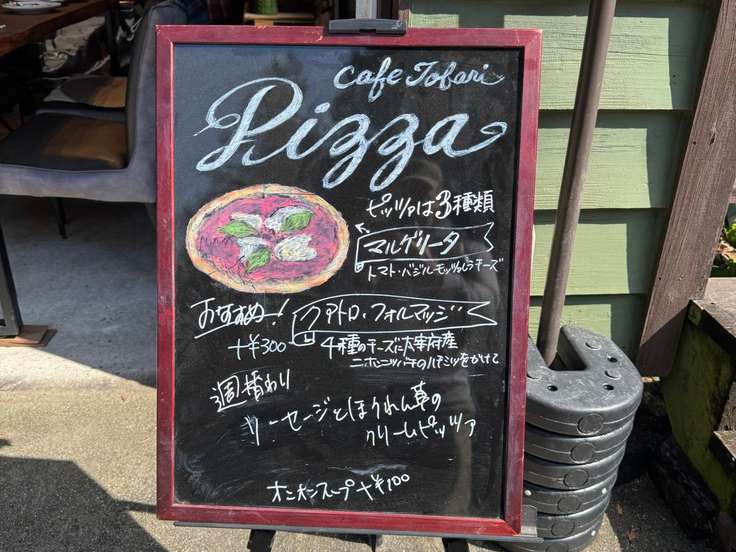 Cafe Tofari
Pizza
ピッツァは3種類
マルゲリータ
トマト・バジル・モッツァレラチーズ
おすすめ!
クアトロ・フォルマッジ
+¥300
4種のチーズに太宰府産
ニホンミツバチのハチミツをかけて
週替わり
ソーセージとほうれん草の
クリームピッツァ
オニオンスープ+¥100